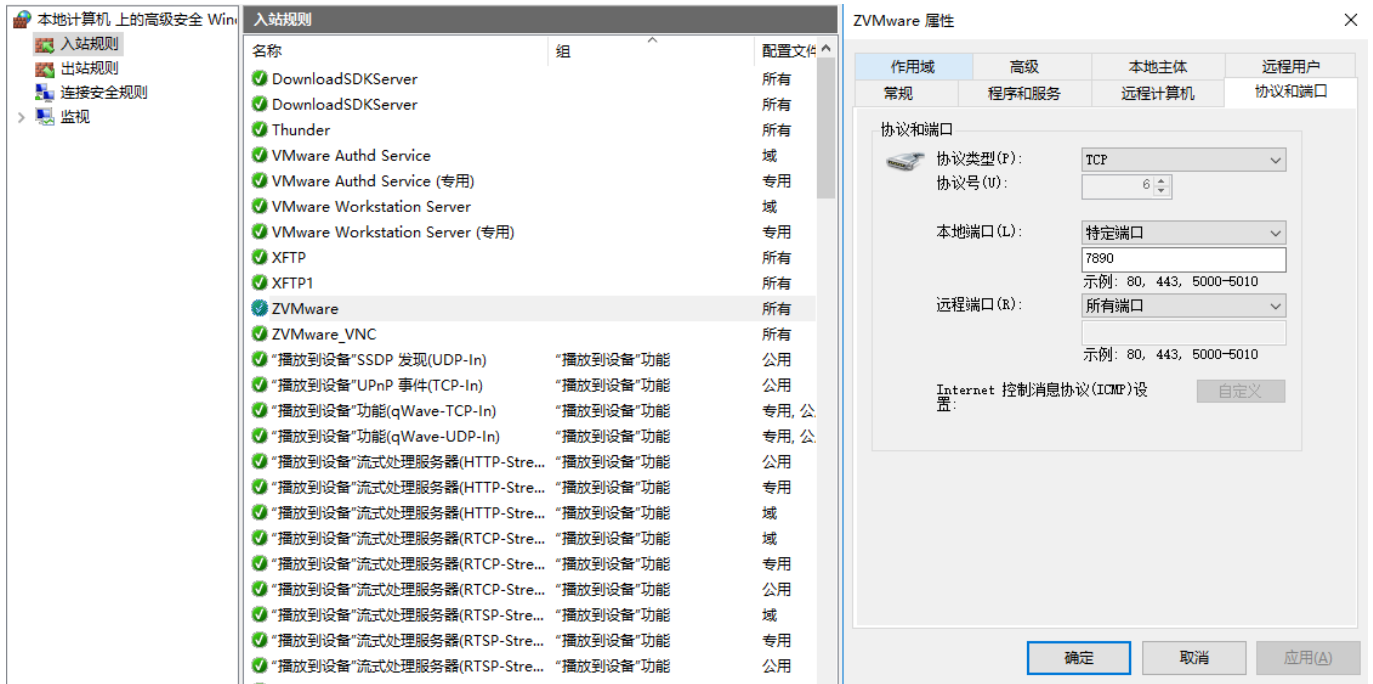 本地计算机 上的高级安全 Win
入站规则
出站规则
连接安全规则
监视
入站规则
名称 组 配置文件
DownloadSDKServer 所有
DownloadSDKServer 所有
Thunder 所有
VMware Authd Service 域
VMware Authd Service (专用) 专用
VMware Workstation Server 域
VMware Workstation Server (专用) 专用
XFTP 所有
XFTP1 所有
ZVMware 所有
ZVMware_VNC 所有
“播放到设备”SSDP 发现(UDP-In) “播放到设备”功能 公用
“播放到设备”UPnP 事件(TCP-In) “播放到设备”功能 公用
“播放到设备”功能(qWave-TCP-In) “播放到设备”功能 专用, 公
“播放到设备”功能(qWave-UDP-In) “播放到设备”功能 专用, 公
“播放到设备”流式处理服务器(HTTP-Stre... “播放到设备”功能 公用
“播放到设备”流式处理服务器(HTTP-Stre... “播放到设备”功能 专用
“播放到设备”流式处理服务器(HTTP-Stre... “播放到设备”功能 域
“播放到设备”流式处理服务器(RTCP-Stre... “播放到设备”功能 域
“播放到设备”流式处理服务器(RTCP-Stre... “播放到设备”功能 专用
“播放到设备”流式处理服务器(RTCP-Stre... “播放到设备”功能 公用
“播放到设备”流式处理服务器(RTSP-Stre... “播放到设备”功能 域
“播放到设备”流式处理服务器(RTSP-Stre... “播放到设备”功能 专用
“播放到设备”流式处理服务器(RTSP-Stre... “播放到设备”功能 公用
ZVMware 属性
作用域 高级 本地主体 远程用户
常规 程序和服务 远程计算机 协议和端口
协议和端口
协议类型(P): TCP
协议号(U): 6
本地端口(L): 特定端口
7890
示例: 80, 443, 5000-5010
远程端口(R): 所有端口
示例: 80, 443, 5000-5010
Internet 控制消息协议(ICMP)设
置: 自定义
确定 取消 应用(A)